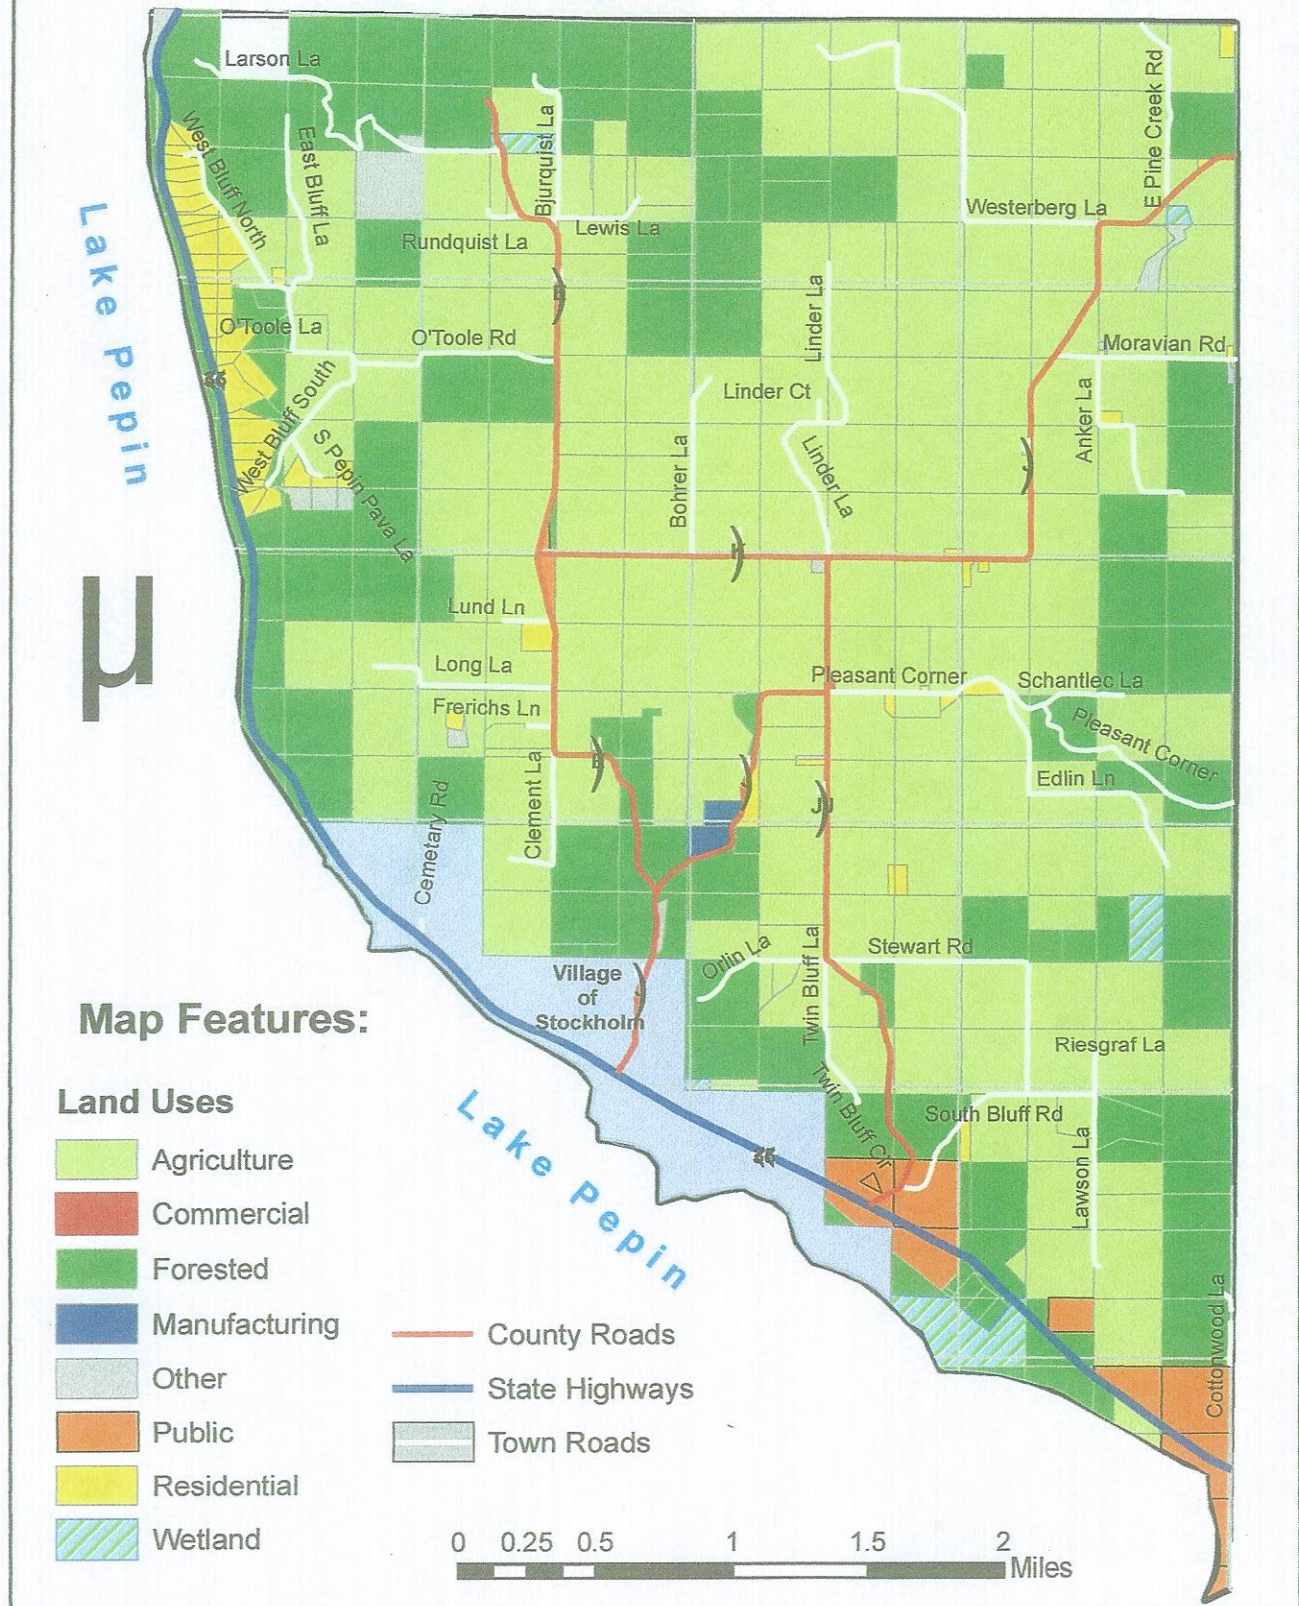 Larson La
West Bluff North
East Bluff La
Bjurquist La
Lewis La
Rundquist La
E Pine Creek Rd
Westerberg La
Lake Pepin
O'Toole La
O'Toole Rd
Linder La
Moravian Rd
Linder Ct
Anker La
35
West Bluff South
S Pepin Pava La
Bohrer La
Linder La
J
µ
Lund Ln
Long La
Frerichs Ln
Pleasant Corner
Schantlec La
Pleasant Corner
Edlin Ln
Clement La
Cemetary Rd
JJ
Orlin La
Twin Bluff La
Stewart Rd
Village
of
Stockholm
Riesgraf La
Twin Bluff Cir
South Bluff Rd
Lawson La
35
Lake Pepin
Cottonwood La
Map Features:
Land Uses
Agriculture
Commercial
Forested
Manufacturing
Other
Public
Residential
Wetland
County Roads
State Highways
Town Roads
0 0.25 0.5 1 1.5 2
Miles